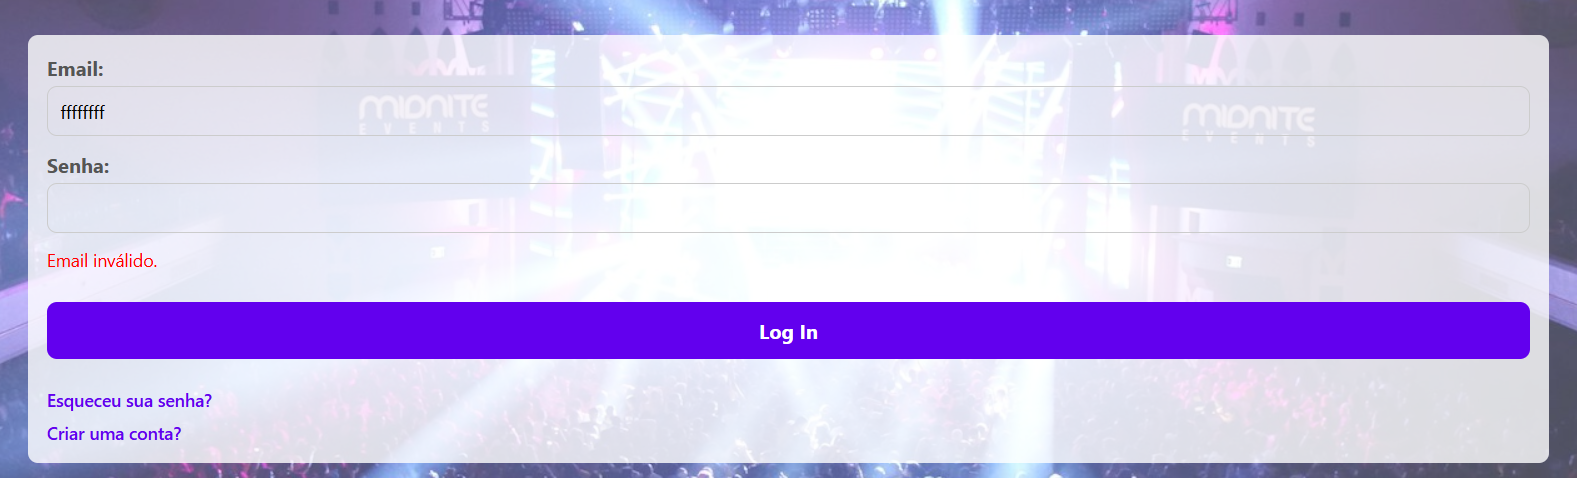 Email:
ffffffff
MIDNITE
EVENTS
MIDNITE
EVENTS
Senha:
Email inválido.
Log In
Esqueceu sua senha?
Criar uma conta?